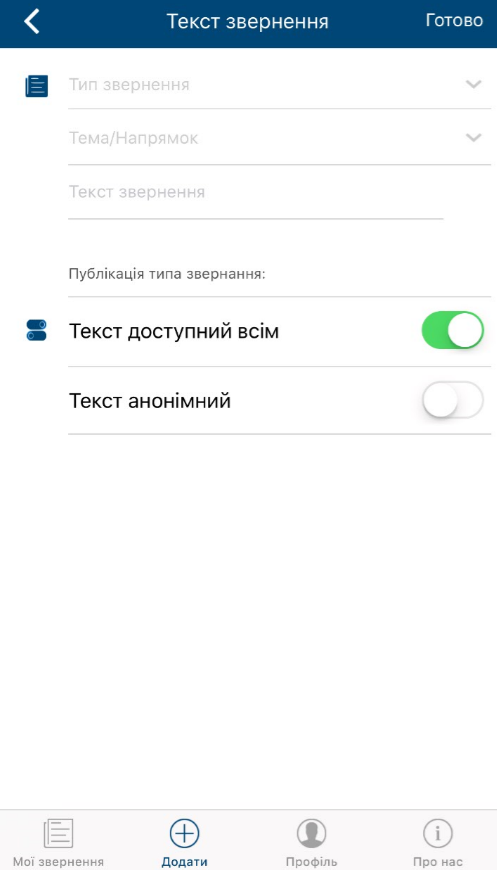 Текст звернення
Готово
Тип звернення
Тема/Напрямок
Текст звернення
Публікація типа звернання:
Текст доступний всім
Текст анонімний
Мої звернення
Додати
Профіль
Про нас